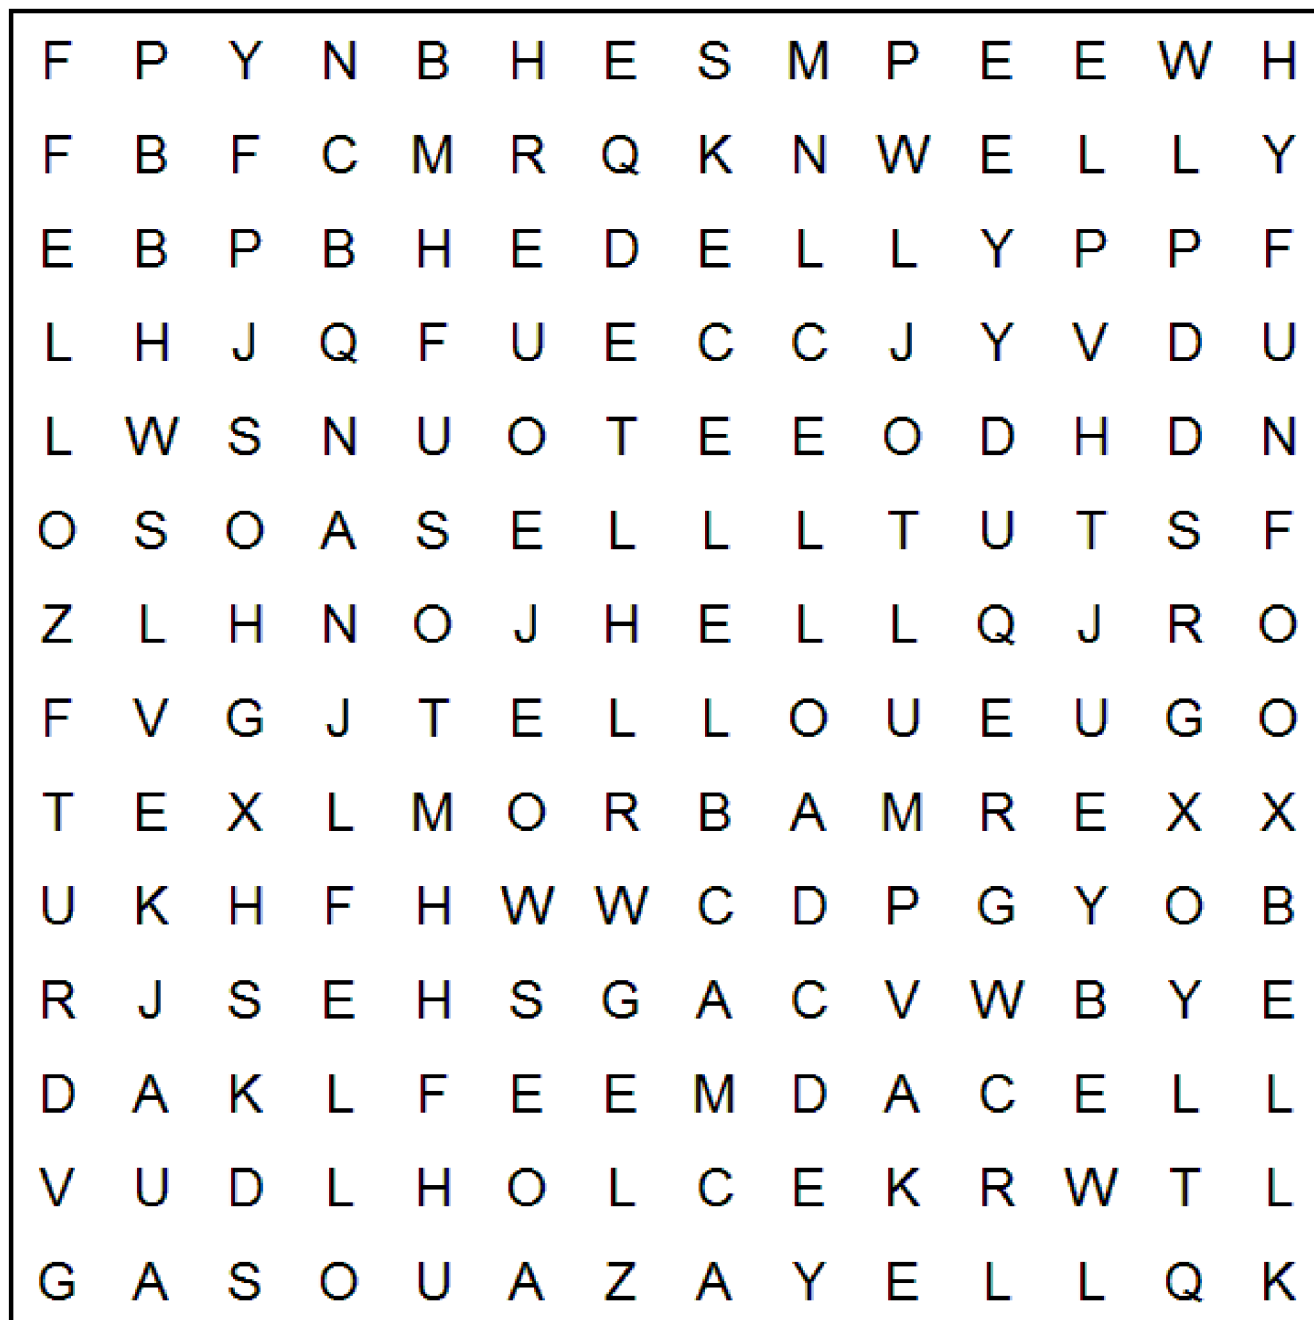 F P Y N B H E S M P E E W H
F B F C M R Q K N W E L L Y
E B P B H E D E L L Y P P F
L H J Q F U E C C J Y V D U
L W S N U O T E E O D H D N
O S O A S E L L L T U T S F
Z L H N O J H E L L Q J R O
F V G J T E L L O U E U G O
T E X L M O R B A M R E X X
U K H F H W W C D P G Y O B
R J S E H S G A C V W B Y E
D A K L F E E M D A C E L L
V U D L H O L C E K R W T L
G A S O U A Z A Y E L L Q K